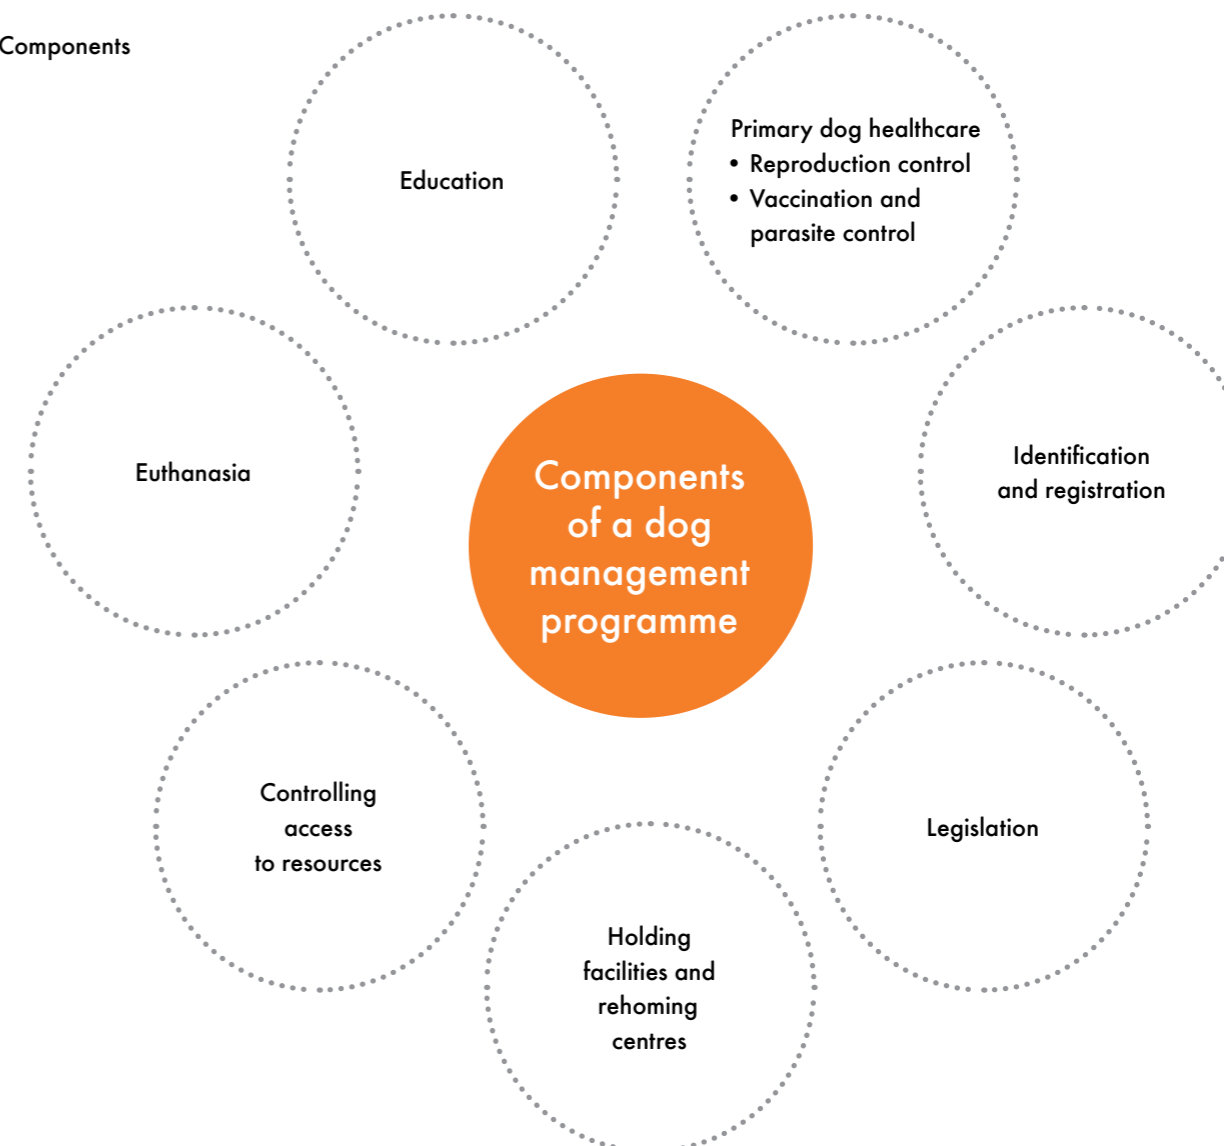 Components
Education
Primary dog healthcare
• Reproduction control
• Vaccination and
parasite control
Euthanasia
Components
of a dog
management
programme
Identification
and registration
Controlling
access
to resources
Legislation
Holding
facilities and
rehoming
centres